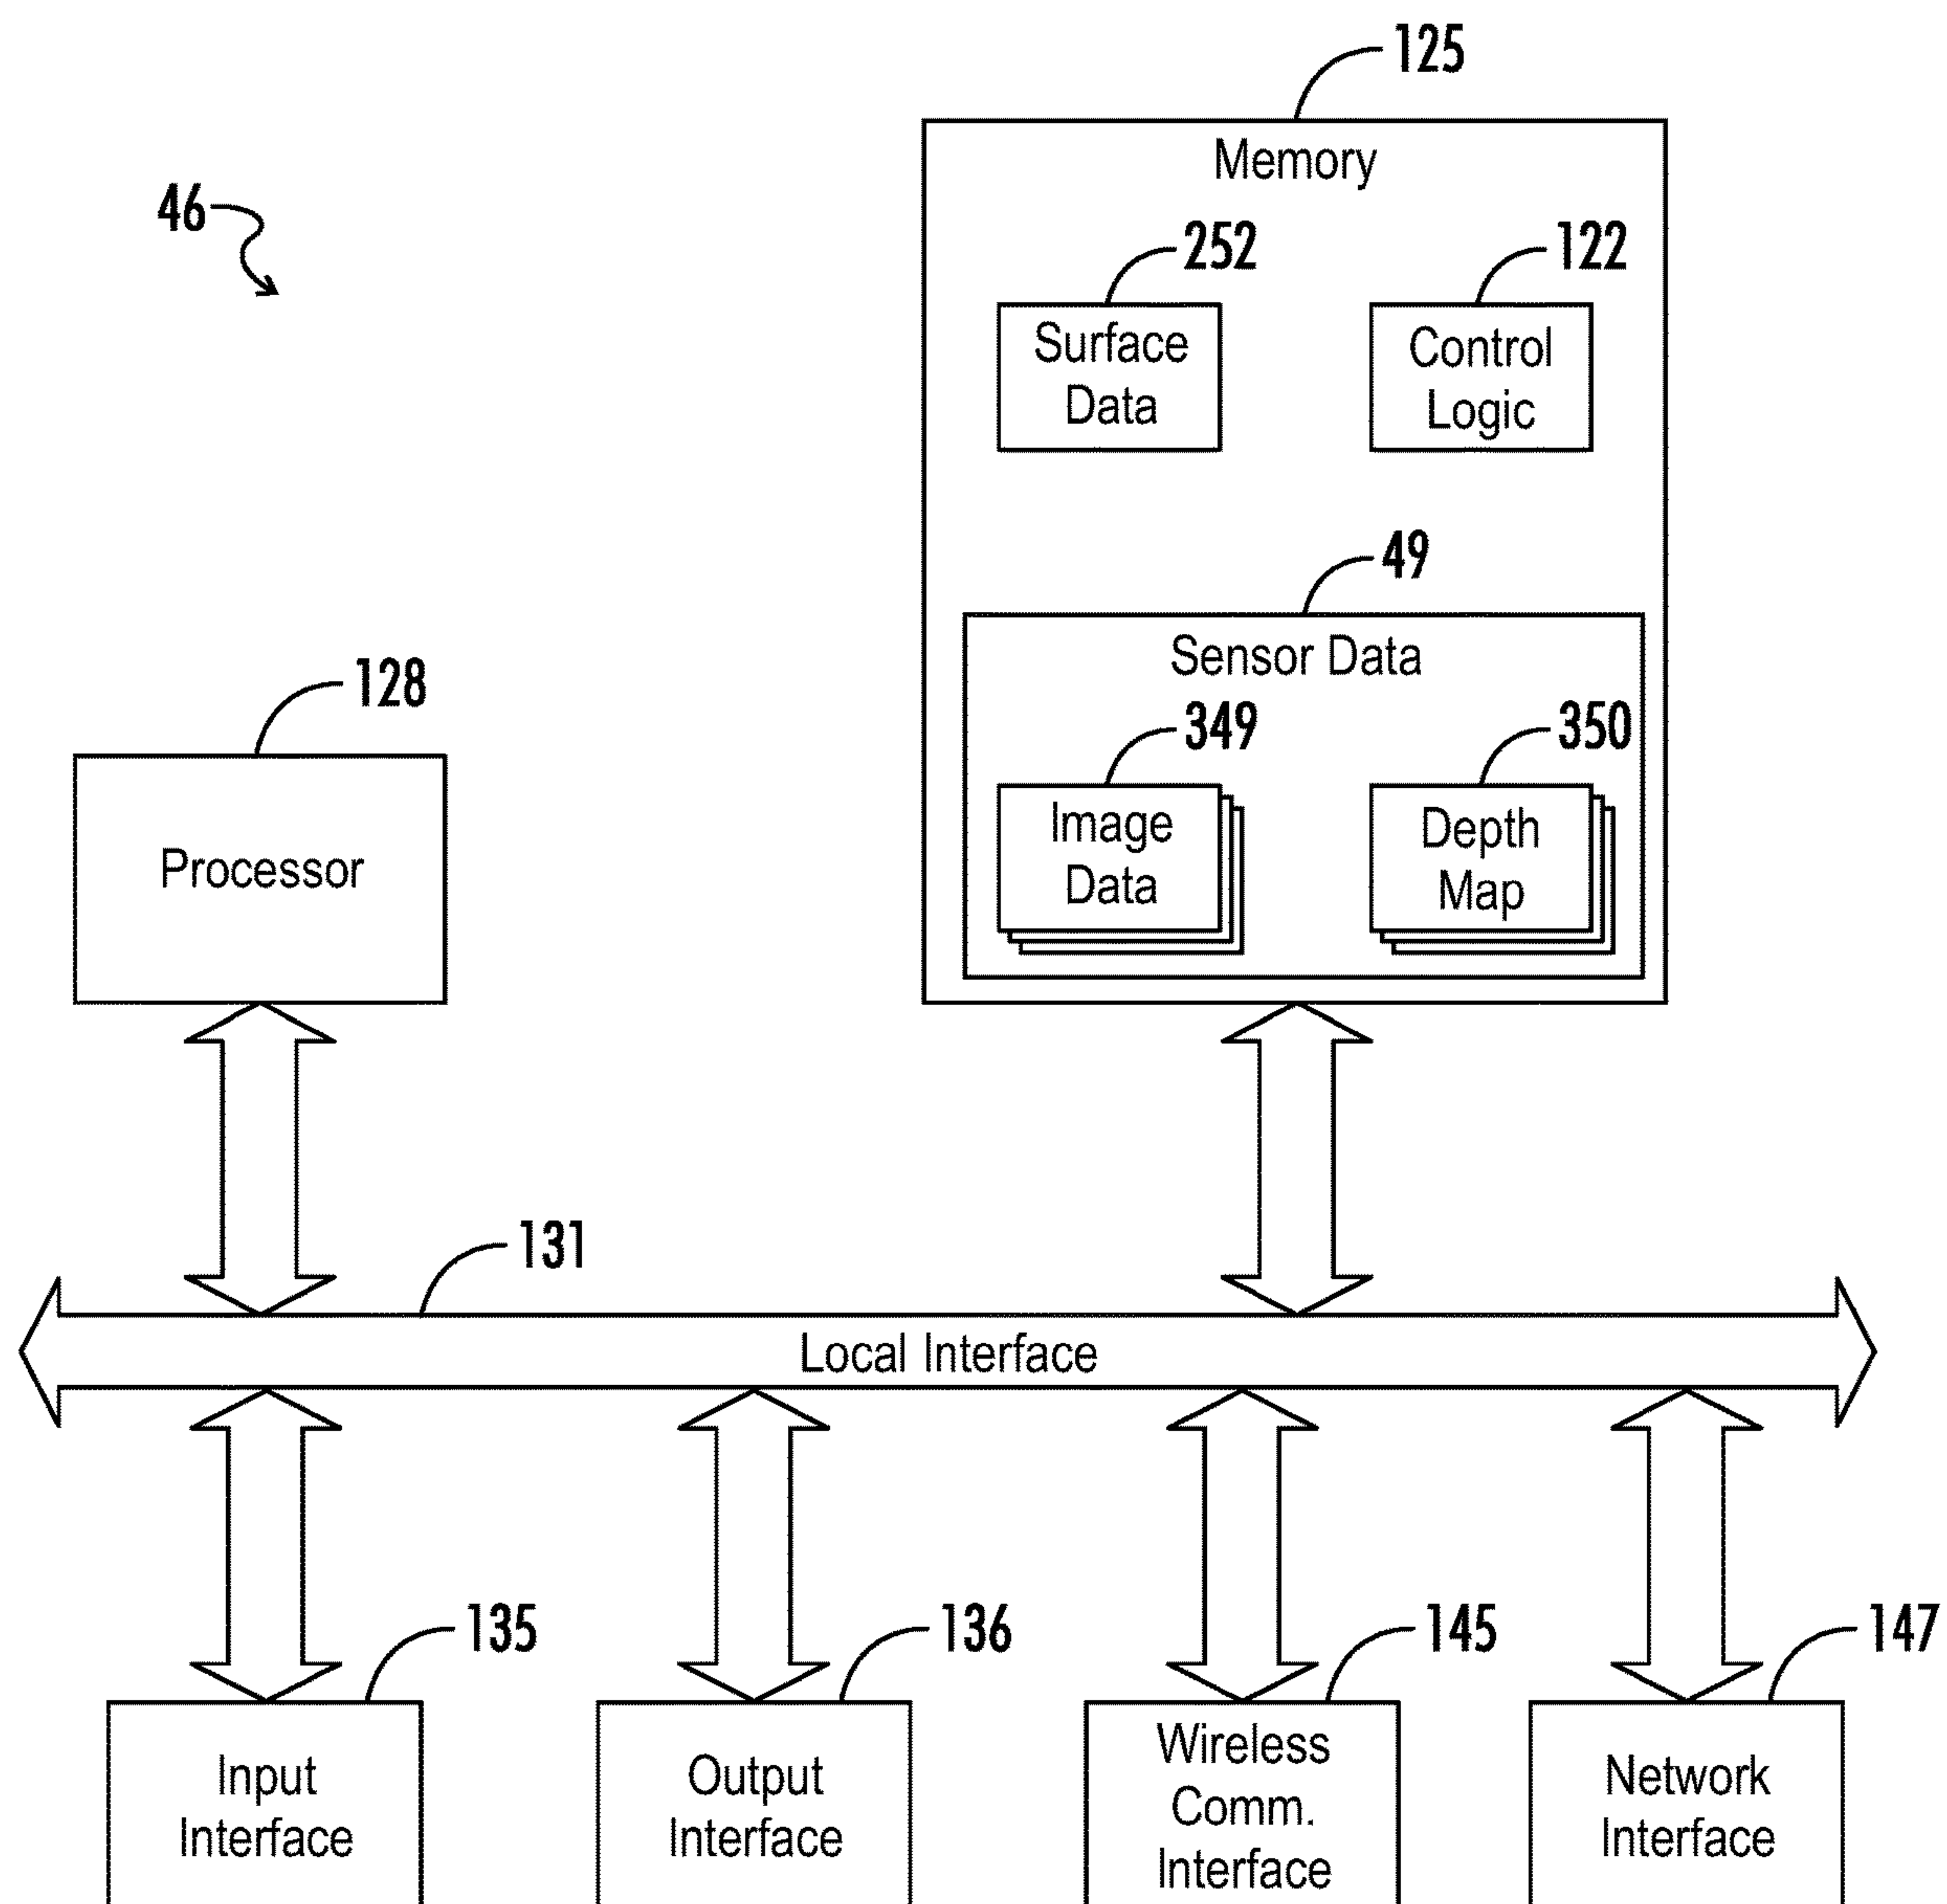 125
Memory
46
252
122
Surface
Data
Control
Logic
49
Sensor Data
128
349
350
Image
Data
Depth
Map
Processor
131
Local Interface
135
136
145
147
Input
Interface
Output
Interface
Wireless
Comm.
Interface
Network
Interface